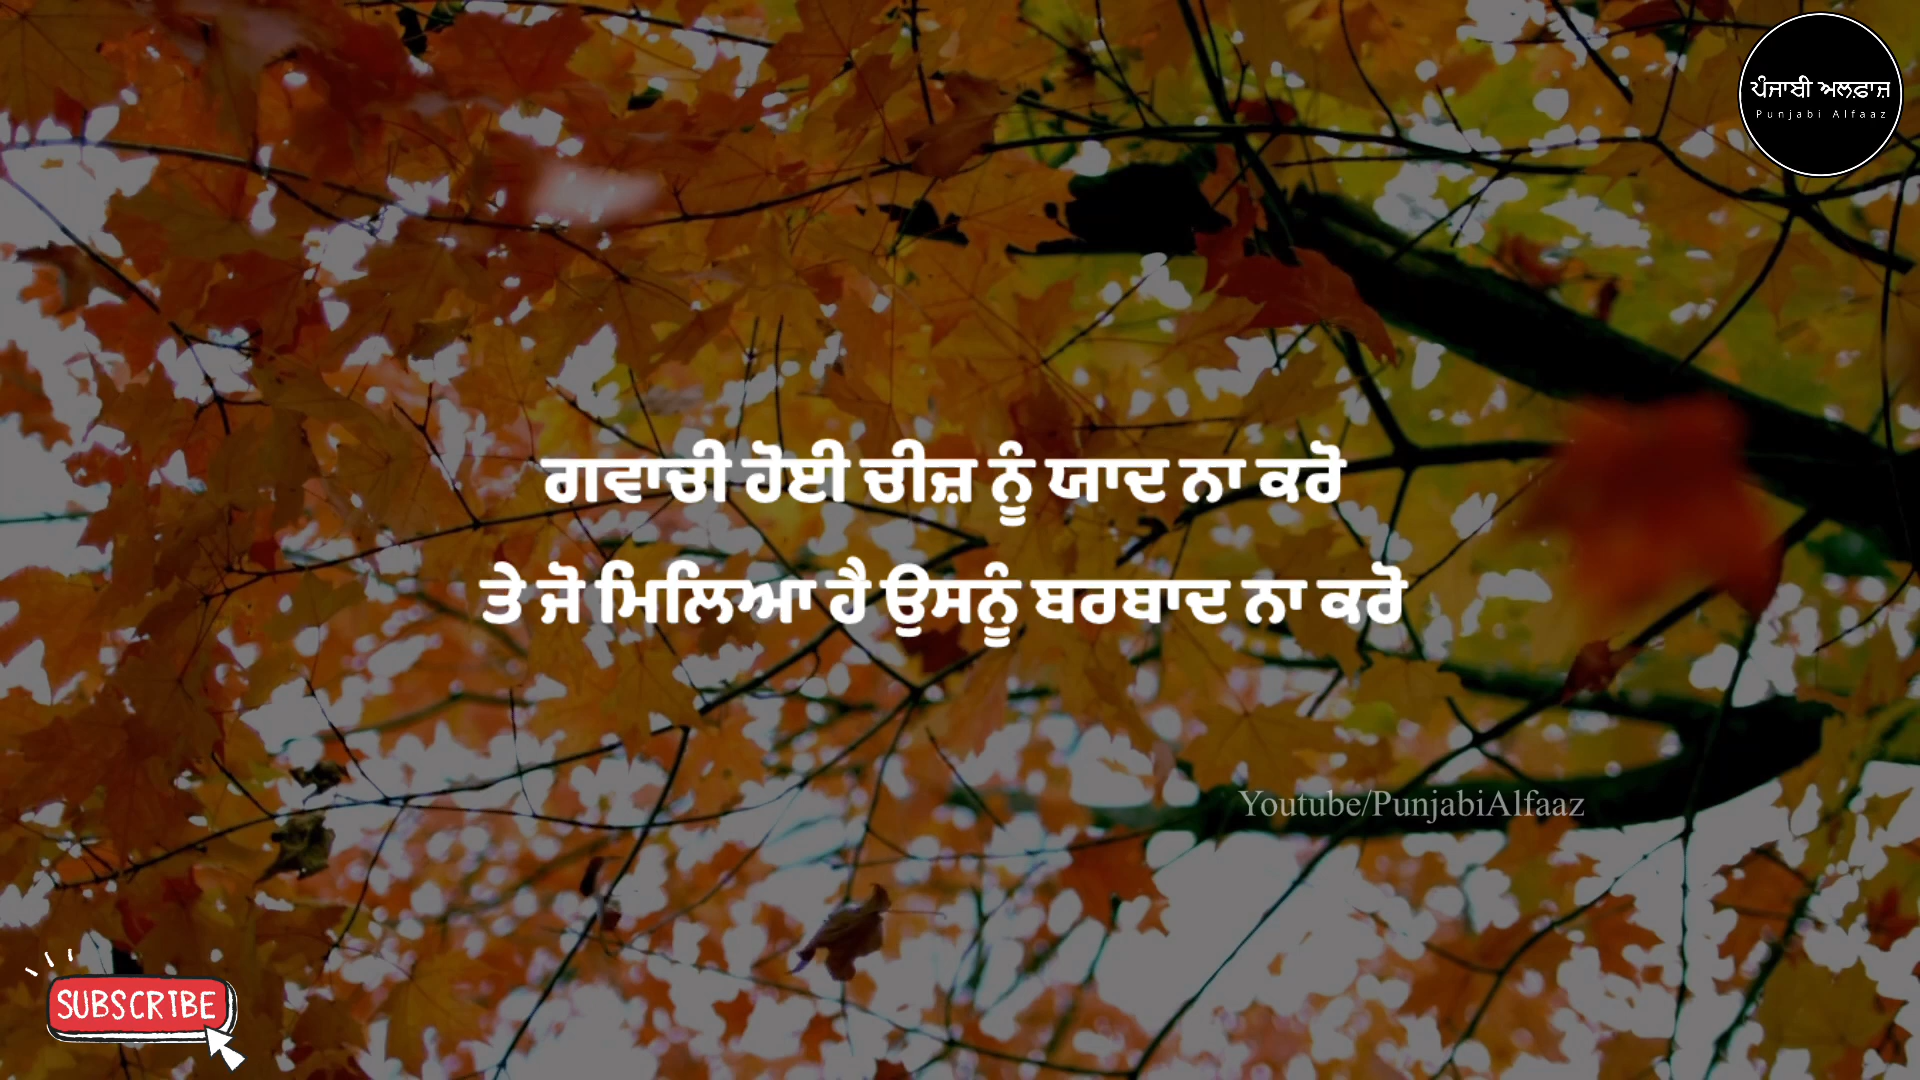 ਪੰਜਾਬੀ ਅਲਫ਼ਾਜ਼
Punjabi Alfaaz
ਗਵਾਚੀ ਹੋਈ ਚੀਜ਼ ਨੂੰ ਯਾਦ ਨਾ ਕਰੋ
ਤੇ ਜੋ ਮਿਲਿਆ ਹੈ ਉਸਨੂੰ ਬਰਬਾਦ ਨਾ ਕਰੋ
Youtube/PunjabiAlfaaz
SUBSCRIBE